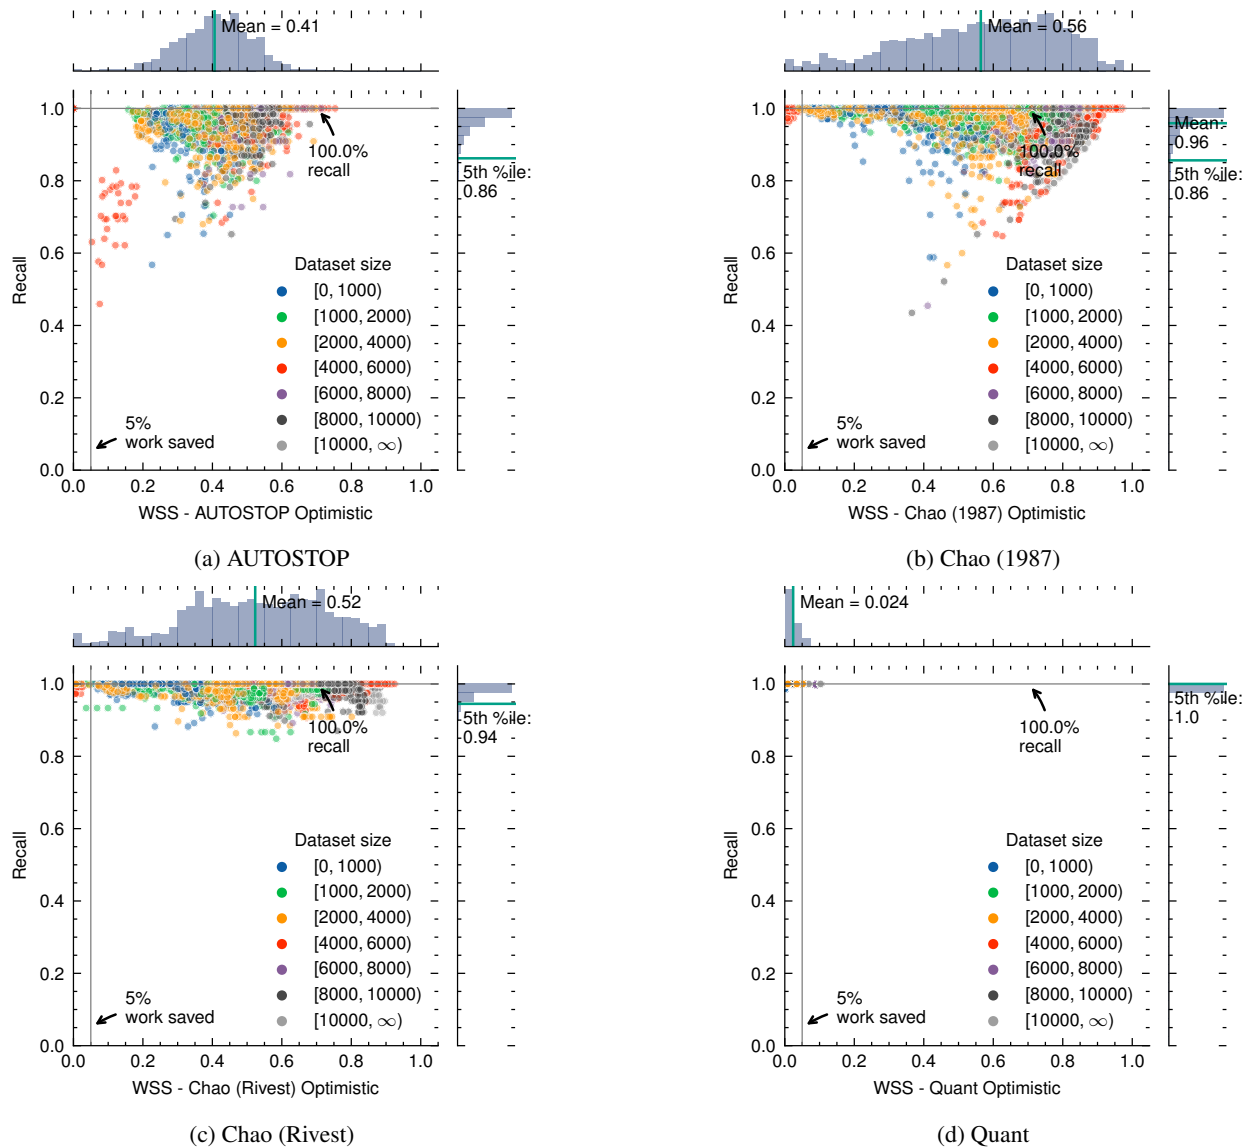 Mean = 0.41
1.0
0.8
0.6
0.4
0.2
0.0
Recall
100.0%
recall
5th %ile:
0.86
Dataset size
[0, 1000)
[1000, 2000)
[2000, 4000)
[4000, 6000)
[6000, 8000)
[8000, 10000)
[10000, ∞)
5%
work saved
0.0 0.2 0.4 0.6 0.8 1.0
WSS - AUTOSTOP Optimistic
(a) AUTOSTOP
Mean = 0.56
1.0
0.8
0.6
0.4
0.2
0.0
Recall
100.0%
recall
Mean:
0.96
5th %ile:
0.86
Dataset size
[0, 1000)
[1000, 2000)
[2000, 4000)
[4000, 6000)
[6000, 8000)
[8000, 10000)
[10000, ∞)
5%
work saved
0.0 0.2 0.4 0.6 0.8 1.0
WSS - Chao (1987) Optimistic
(b) Chao (1987)
Mean = 0.52
1.0
0.8
0.6
0.4
0.2
0.0
Recall
100.0%
recall
5th %ile:
0.94
Dataset size
[0, 1000)
[1000, 2000)
[2000, 4000)
[4000, 6000)
[6000, 8000)
[8000, 10000)
[10000, ∞)
5%
work saved
0.0 0.2 0.4 0.6 0.8 1.0
WSS - Chao (Rivest) Optimistic
(c) Chao (Rivest)
Mean = 0.024
1.0
0.8
0.6
0.4
0.2
0.0
Recall
100.0%
recall
5th %ile:
1.0
Dataset size
[0, 1000)
[1000, 2000)
[2000, 4000)
[4000, 6000)
[6000, 8000)
[8000, 10000)
[10000, ∞)
5%
work saved
0.0 0.2 0.4 0.6 0.8 1.0
WSS - Quant Optimistic
(d) Quant